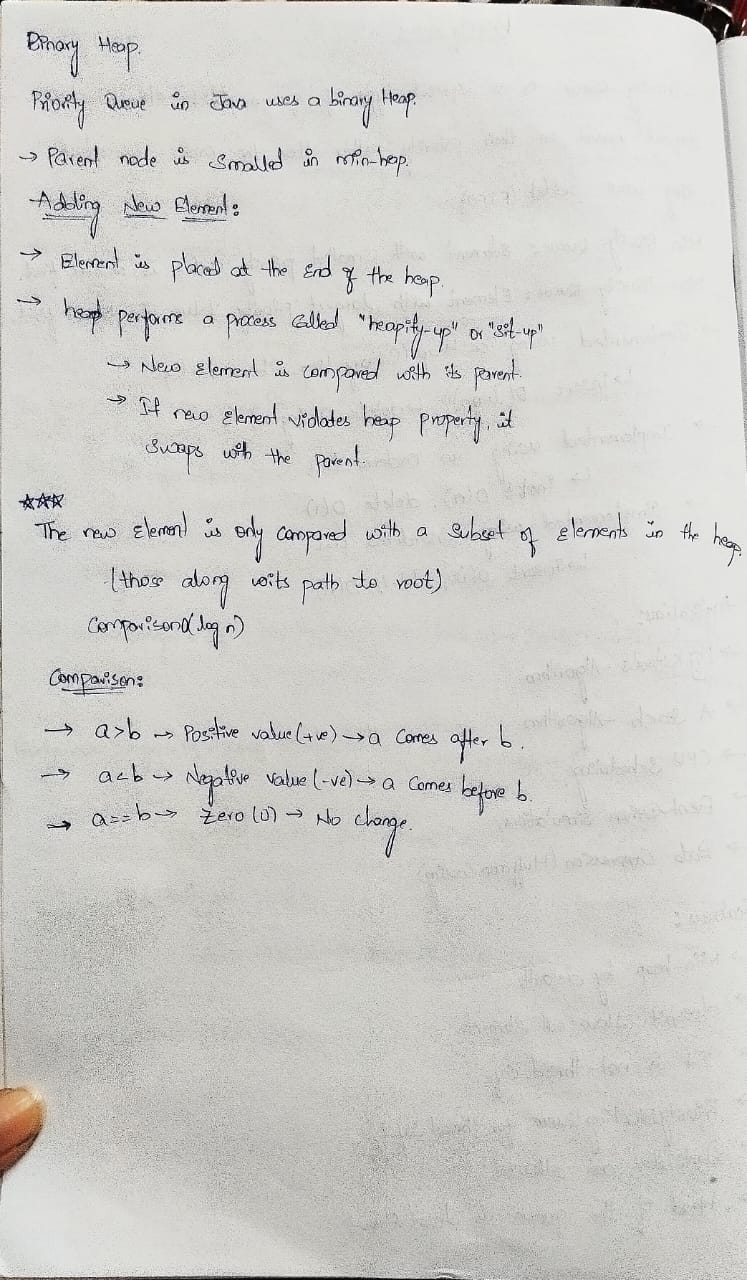 Binary Heap.
Priority Queue in Java uses a binary Heap.
→ Parent node is smalled in min-heap.
Adding New Element:
→ Element is placed at the End of the heap.
→ heap performs a process called "heapify-up" or "sit-up"
→ New Element is compared with its parent.
→ If new Element violates heap property, it
swaps with the parent.
☆☆☆
The new Element is only compared with a subset of elements in the heap.
(those along its path to root)
Comparison O(log n)
Comparison:
→ a>b → Positive value (+ve) → a comes after b.
→ a<b → Negative value (-ve) → a comes before b.
→ a==b → Zero (0) → No change.